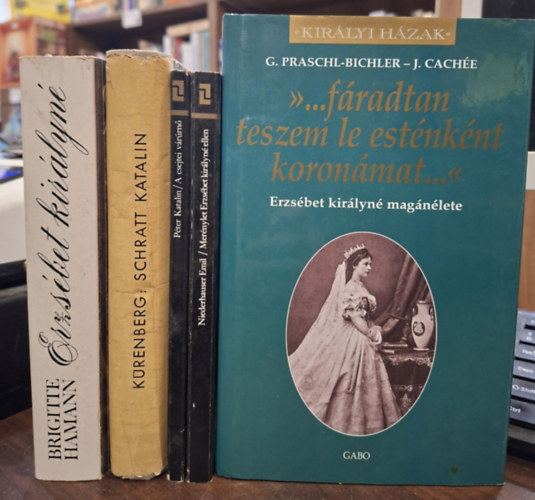 BRIGITTE
HAMANN
Erzsébet királyné
KÜRENBERG: SCHRATT KATALIN
Péter Katalin / A csejtei várúrnő
Niederhauser Emil / Merénylet Erzsébet királyné ellen
•KIRÁLYI HÁZAK•
G. PRASCHL-BICHLER – J. CACHÉE
»...fáradtan
teszem le esténként
koronámat...«
Erzsébet királyné magánélete
GABO